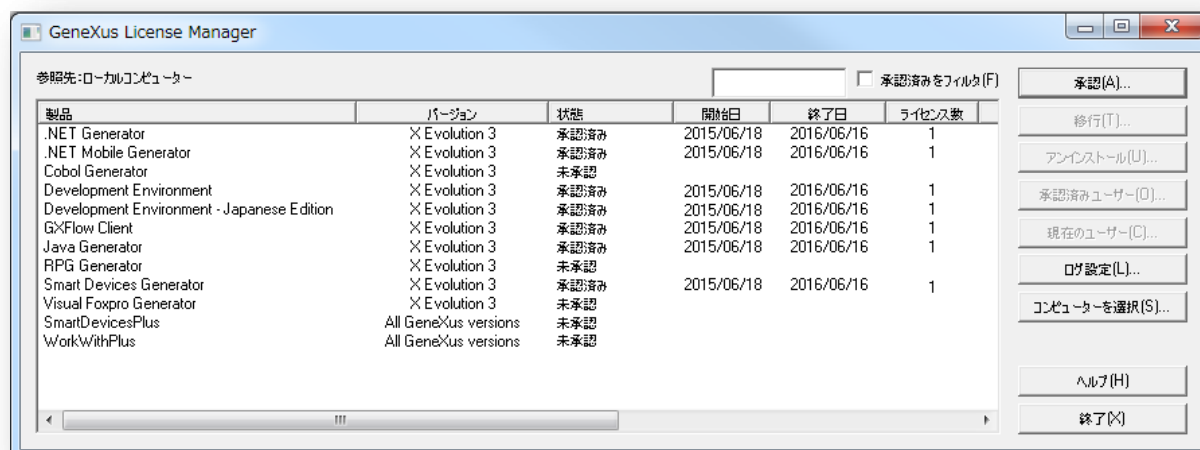 GeneXus License Manager
参照先:ローカルコンピューター
承認済みをフィルタ(F)
製品 バージョン 状態 開始日 終了日 ライセンス数
.NET Generator X Evolution 3 承認済み 2015/06/18 2016/06/16 1
.NET Mobile Generator X Evolution 3 承認済み 2015/06/18 2016/06/16 1
Cobol Generator X Evolution 3 未承認
Development Environment X Evolution 3 承認済み 2015/06/18 2016/06/16 1
Development Environment - Japanese Edition X Evolution 3 承認済み 2015/06/18 2016/06/16 1
GXFlow Client X Evolution 3 承認済み 2015/06/18 2016/06/16 1
Java Generator X Evolution 3 承認済み 2015/06/18 2016/06/16 1
RPG Generator X Evolution 3 未承認
Smart Devices Generator X Evolution 3 承認済み 2015/06/18 2016/06/16 1
Visual Foxpro Generator X Evolution 3 未承認
SmartDevicesPlus All GeneXus versions 未承認
WorkWithPlus All GeneXus versions 未承認
承認(A)...
移行(T)...
アンインストール(U)...
承認済みユーザー(O)...
現在のユーザー(C)...
ログ設定(L)...
コンピューターを選択(S)...
ヘルプ(H)
終了(X)